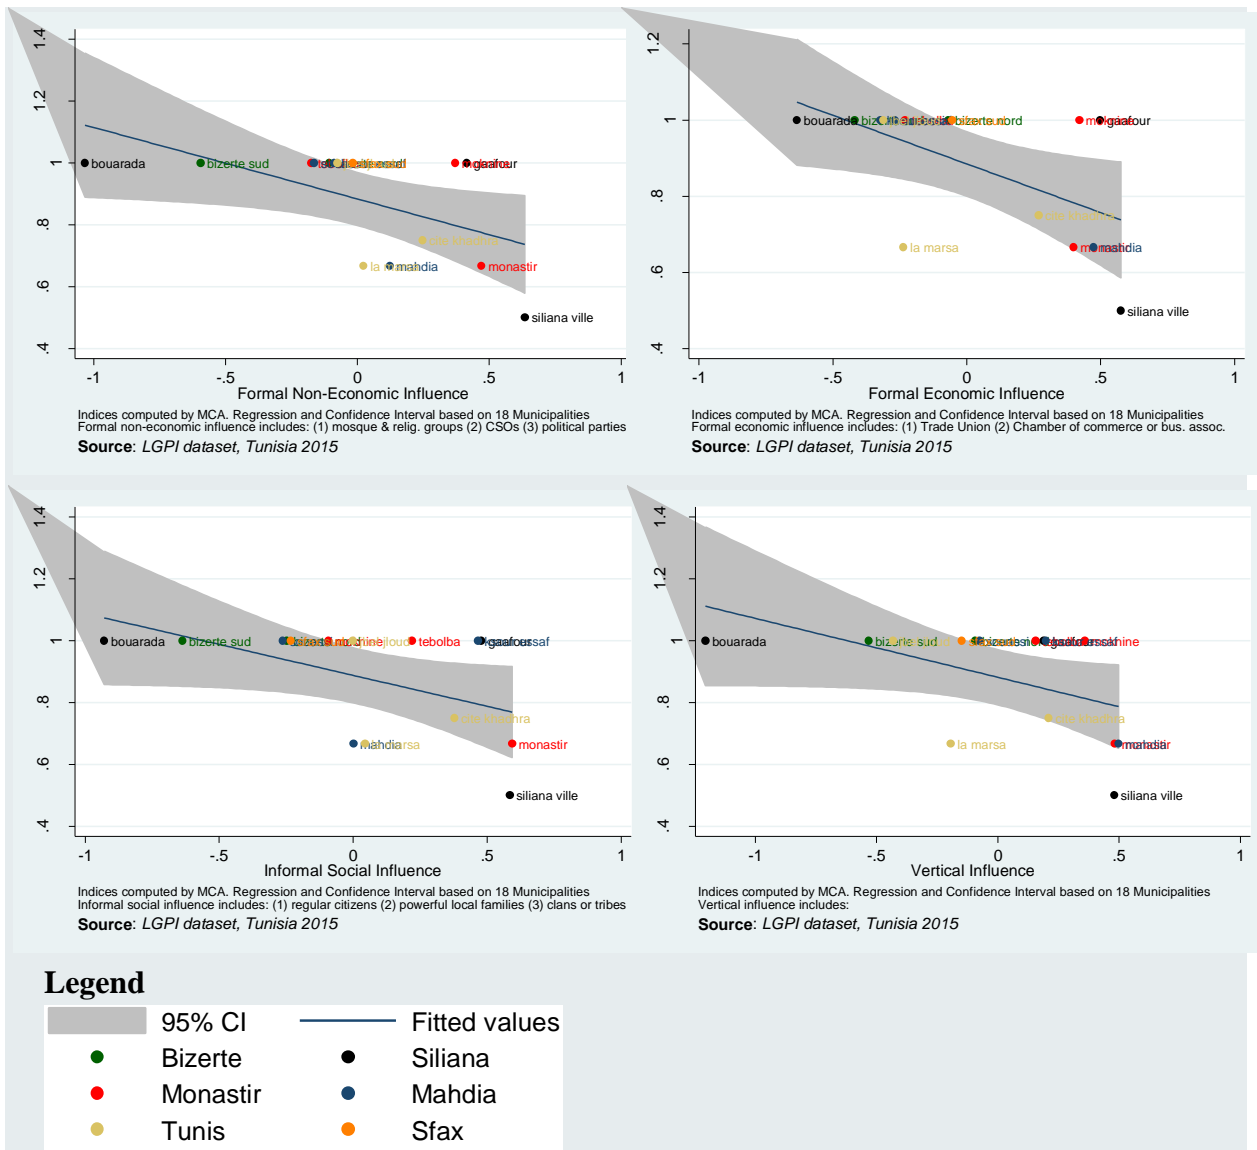 1.4
1.2
1
.8
.6
.4
bouarada
bizerte sud
gaafour
la marsa
mahdia
monastir
siliana ville
-1 -.5 0 .5 1
Formal Non-Economic Influence
Indices computed by MCA. Regression and Confidence Interval based on 18 Municipalities
Formal non-economic influence includes: (1) mosque & relig. groups (2) CSOs (3) political parties
Source: LGPI dataset, Tunisia 2015
1.2
1
.8
.6
.4
bouarada
bizerte nord
gaafour
la marsa
mahdia
siliana ville
-1 -.5 0 .5 1
Formal Economic Influence
Indices computed by MCA. Regression and Confidence Interval based on 18 Municipalities
Formal economic influence includes: (1) Trade Union (2) Chamber of commerce or bus. assoc.
Source: LGPI dataset, Tunisia 2015
1.4
1.2
1
.8
.6
.4
bouarada
bizerte sud
tebolba
mahdia
la marsa
monastir
siliana ville
-1 -.5 0 .5 1
Informal Social Influence
Indices computed by MCA. Regression and Confidence Interval based on 18 Municipalities
Informal social influence includes: (1) regular citizens (2) powerful local families (3) clans or tribes
Source: LGPI dataset, Tunisia 2015
1.4
1.2
1
.8
.6
.4
bouarada
bizerte sud
la marsa
siliana ville
-1 -.5 0 .5 1
Vertical Influence
Indices computed by MCA. Regression and Confidence Interval based on 18 Municipalities
Vertical influence includes:
Source: LGPI dataset, Tunisia 2015
Legend
95% CI Fitted values
Bizerte Siliana
Monastir Mahdia
Tunis Sfax